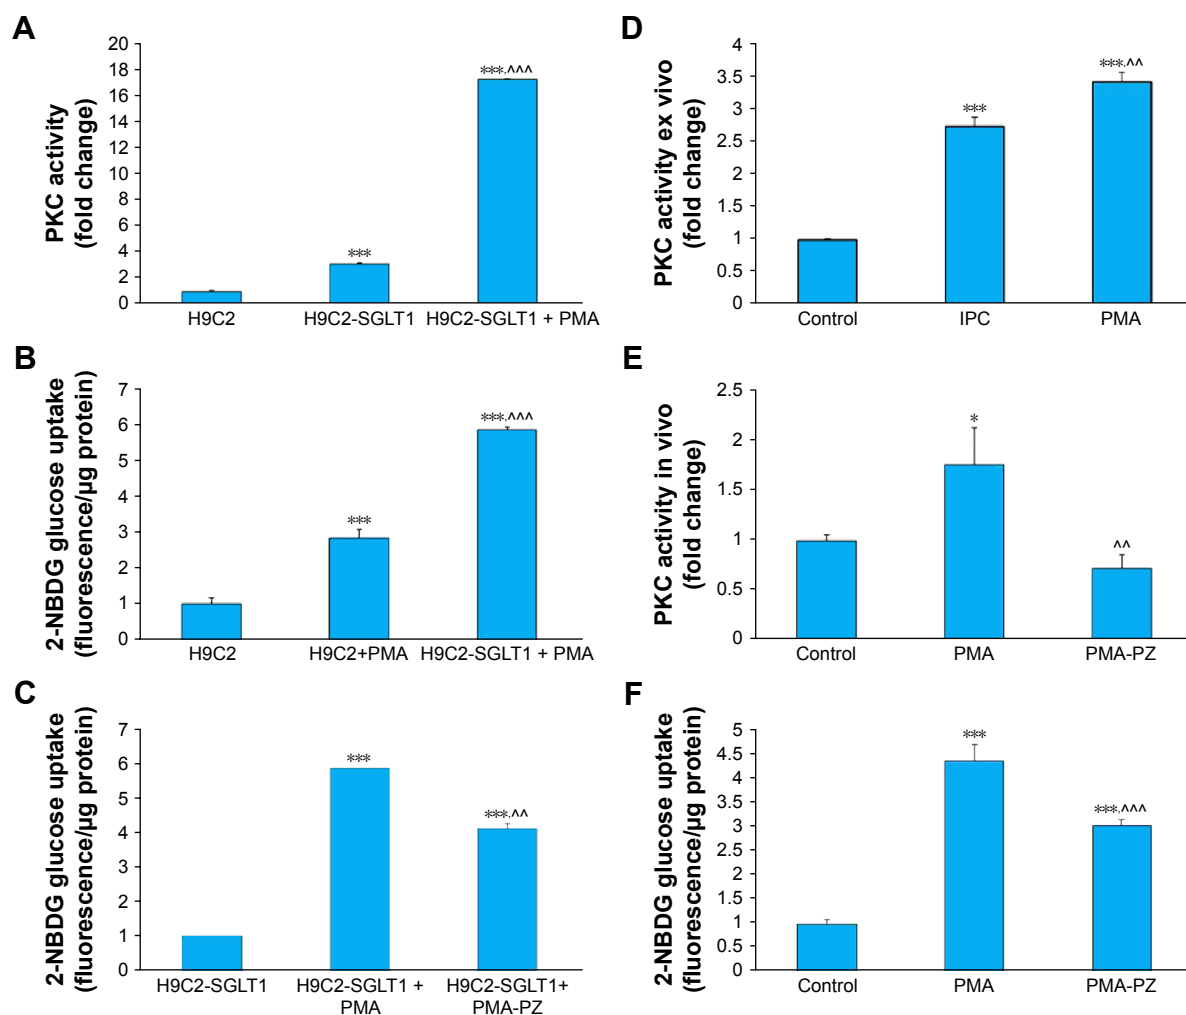 A
PKC activity
(fold change)
20
18
16
14
12
10
8
6
4
2
0
***
***,^^^
H9C2
H9C2-SGLT1
H9C2-SGLT1 + PMA
B
2-NBDG glucose uptake
(fluorescence/µg protein)
7
6
5
4
3
2
1
0
***
***,^^^
H9C2
H9C2+PMA
H9C2-SGLT1 + PMA
C
2-NBDG glucose uptake
(fluorescence/µg protein)
7
6
5
4
3
2
1
0
***
***,^^
H9C2-SGLT1
H9C2-SGLT1 +
PMA
H9C2-SGLT1+
PMA-PZ
D
PKC activity ex vivo
(fold change)
4
3.5
3
2.5
2
1.5
1
0.5
0
***
***,^^
Control
IPC
PMA
E
PKC activity in vivo
(fold change)
2.5
2
1.5
1
0.5
0
*
^^
Control
PMA
PMA-PZ
F
2-NBDG glucose uptake
(fluorescence/µg protein)
5
4.5
4
3.5
3
2.5
2
1.5
1
0.5
0
***
***,^^^
Control
PMA
PMA-PZ